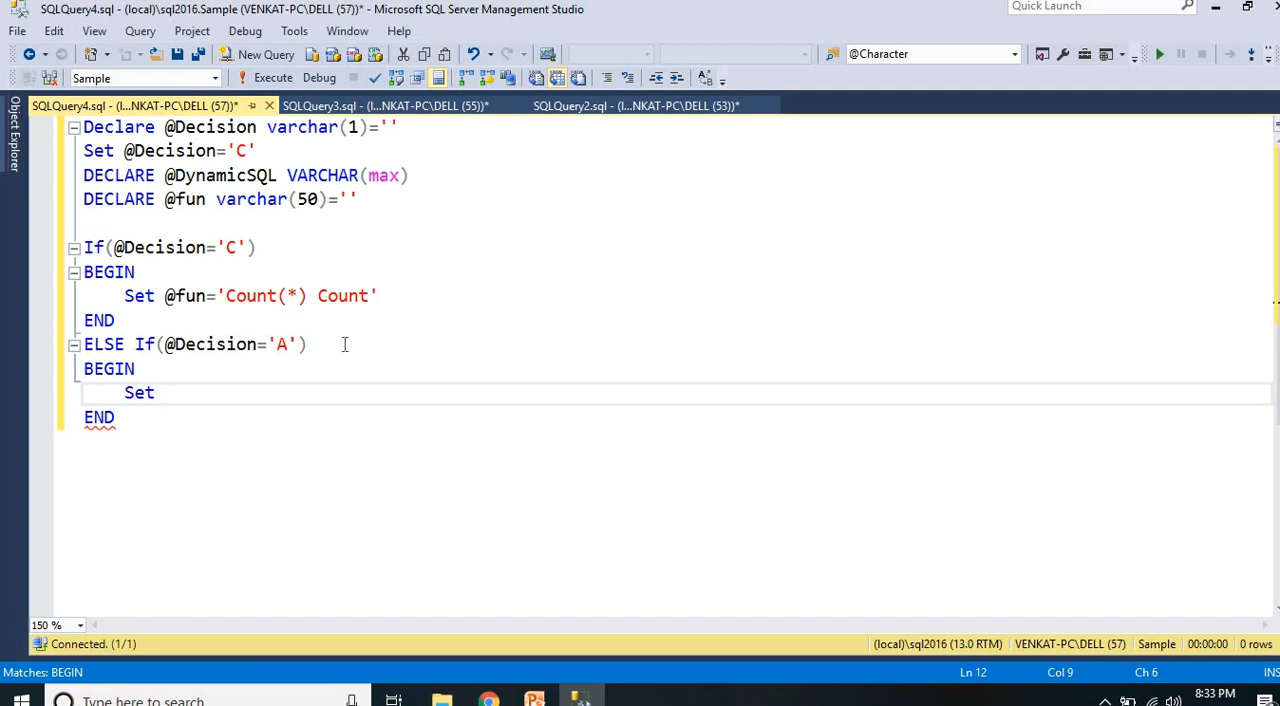 SQLQuery4.sql - (local)\sql2016.Sample (VENKAT-PC\DELL (57))* - Microsoft SQL Server Management Studio
Quick Launch
File Edit View Query Project Debug Tools Window Help
New Query
@Character
Sample
Execute Debug
SQLQuery4.sql - (l...NKAT-PC\DELL (57))*
SQLQuery3.sql - (l...NKAT-PC\DELL (55))*
SQLQuery2.sql - (l...NKAT-PC\DELL (53))*
Object Explorer
Declare @Decision varchar(1)=''
Set @Decision='C'
DECLARE @DynamicSQL VARCHAR(max)
DECLARE @fun varchar(50)=''
If(@Decision='C')
BEGIN
Set @fun='Count(*) Count'
END
ELSE If(@Decision='A')
BEGIN
Set
END
150 %
Connected. (1/1)
(local)\sql2016 (13.0 RTM) VENKAT-PC\DELL (57) Sample 00:00:00 0 rows
Matches: BEGIN
Ln 12 Col 9 Ch 6 INS
Type here to search
8:33 PM